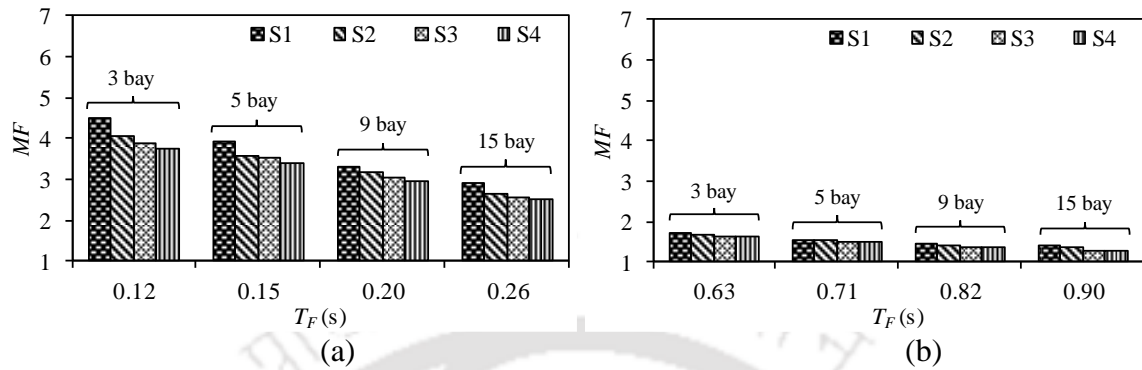 7
6
5
4
3
2
1
MF
S1 S2 S3 S4
3 bay
5 bay
9 bay
15 bay
0.12 0.15 0.20 0.26
T_F (s)
(a)
7
6
5
4
3
2
1
MF
S1 S2 S3 S4
3 bay
5 bay
9 bay
15 bay
0.63 0.71 0.82 0.90
T_F (s)
(b)